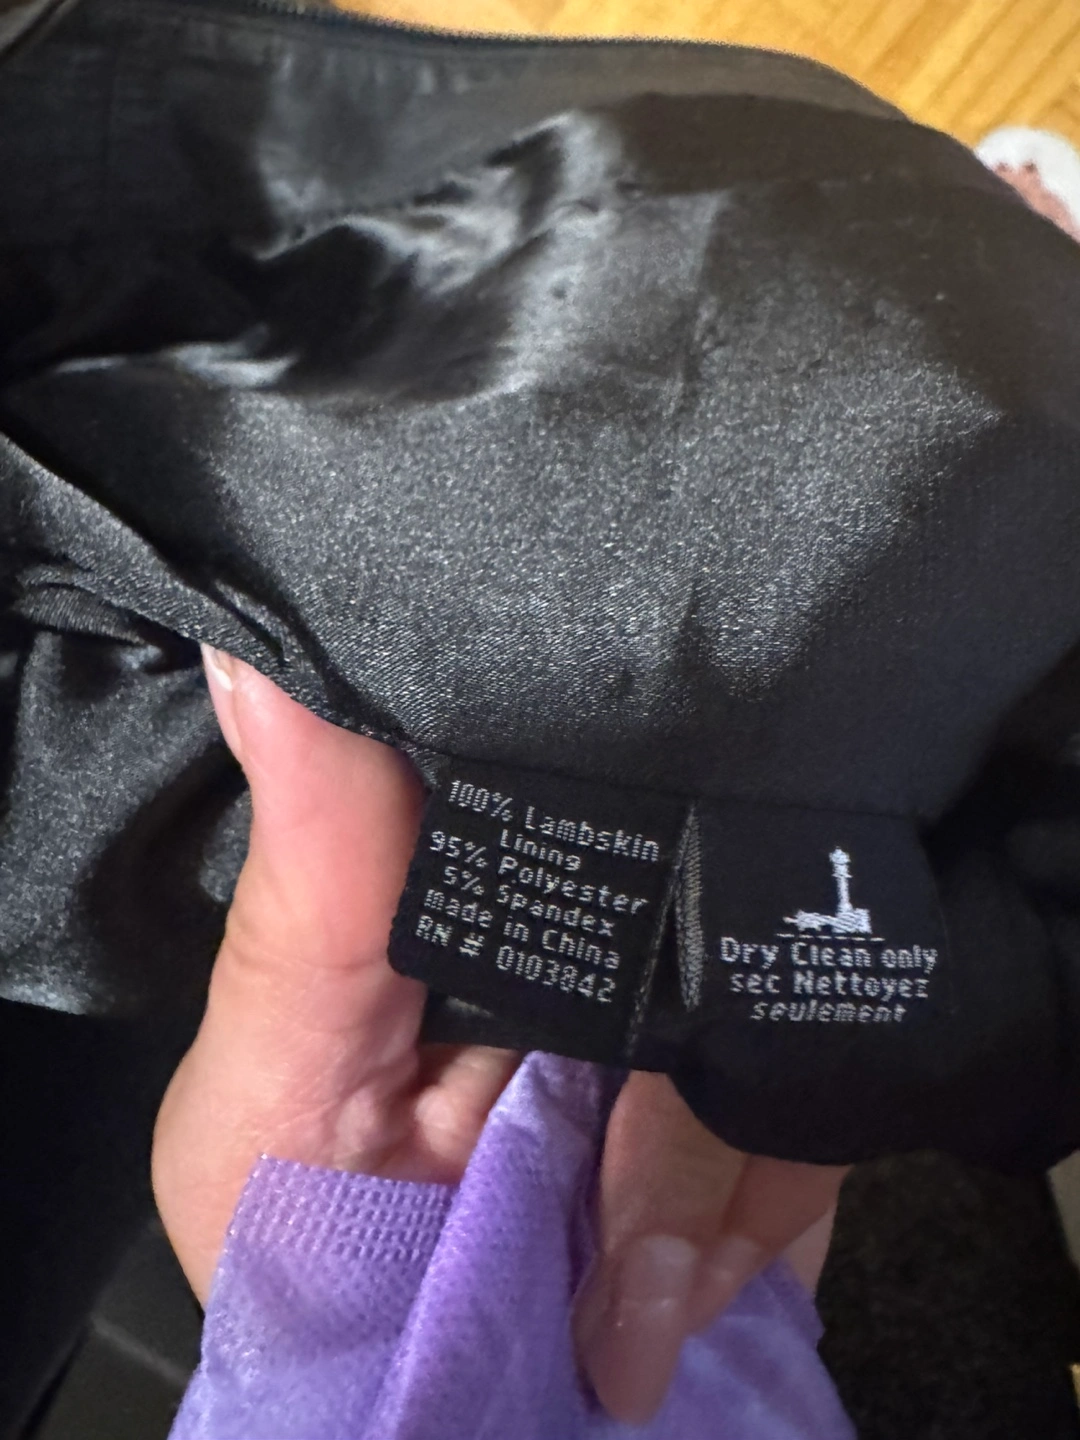 100% Lambskin
Lining
95% Polyester
5% Spandex
made in China
RN # 0103842
Dry Clean only
sec Nettoyez
seulement